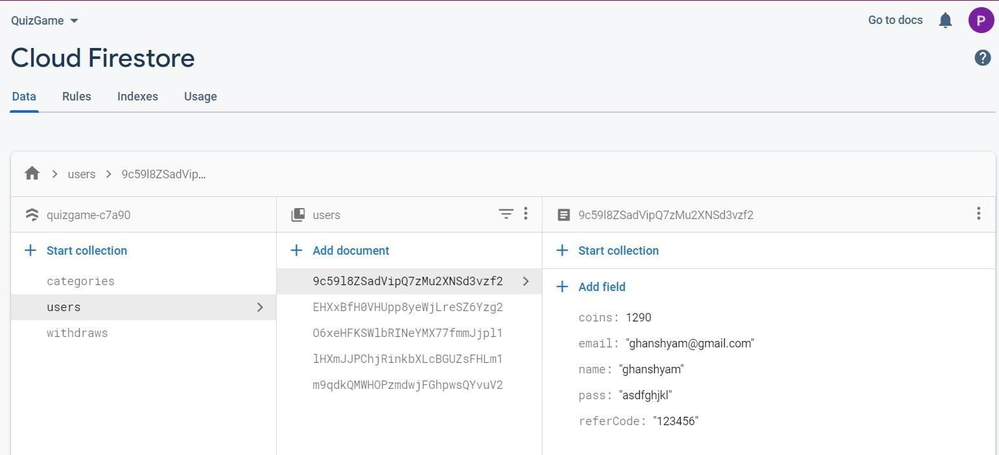 QuizGame Go to docs P
Cloud Firestore ?
Data Rules Indexes Usage
users 9c59l8ZSadVip...
quizgame-c7a90 users 9c59l8ZSadVipQ7zMu2XNSd3vzf2
+ Start collection + Add document + Start collection
categories 9c59l8ZSadVipQ7zMu2XNSd3vzf2 + Add field
users EHXxBfH0VHUpp8yeWjLreSZ6Yzg2 coins: 1290
withdraws O6xeHFKSWlbRINeYMX77fmmJjpl1 email: "ghanshyam@gmail.com"
lHXmJJPChjRinkbXLcBGUZsFHLm1 name: "ghanshyam"
m9qdkQMWHOPzmdwjFGhpwsQYvuV2 pass: "asdfghjkl"
referCode: "123456"